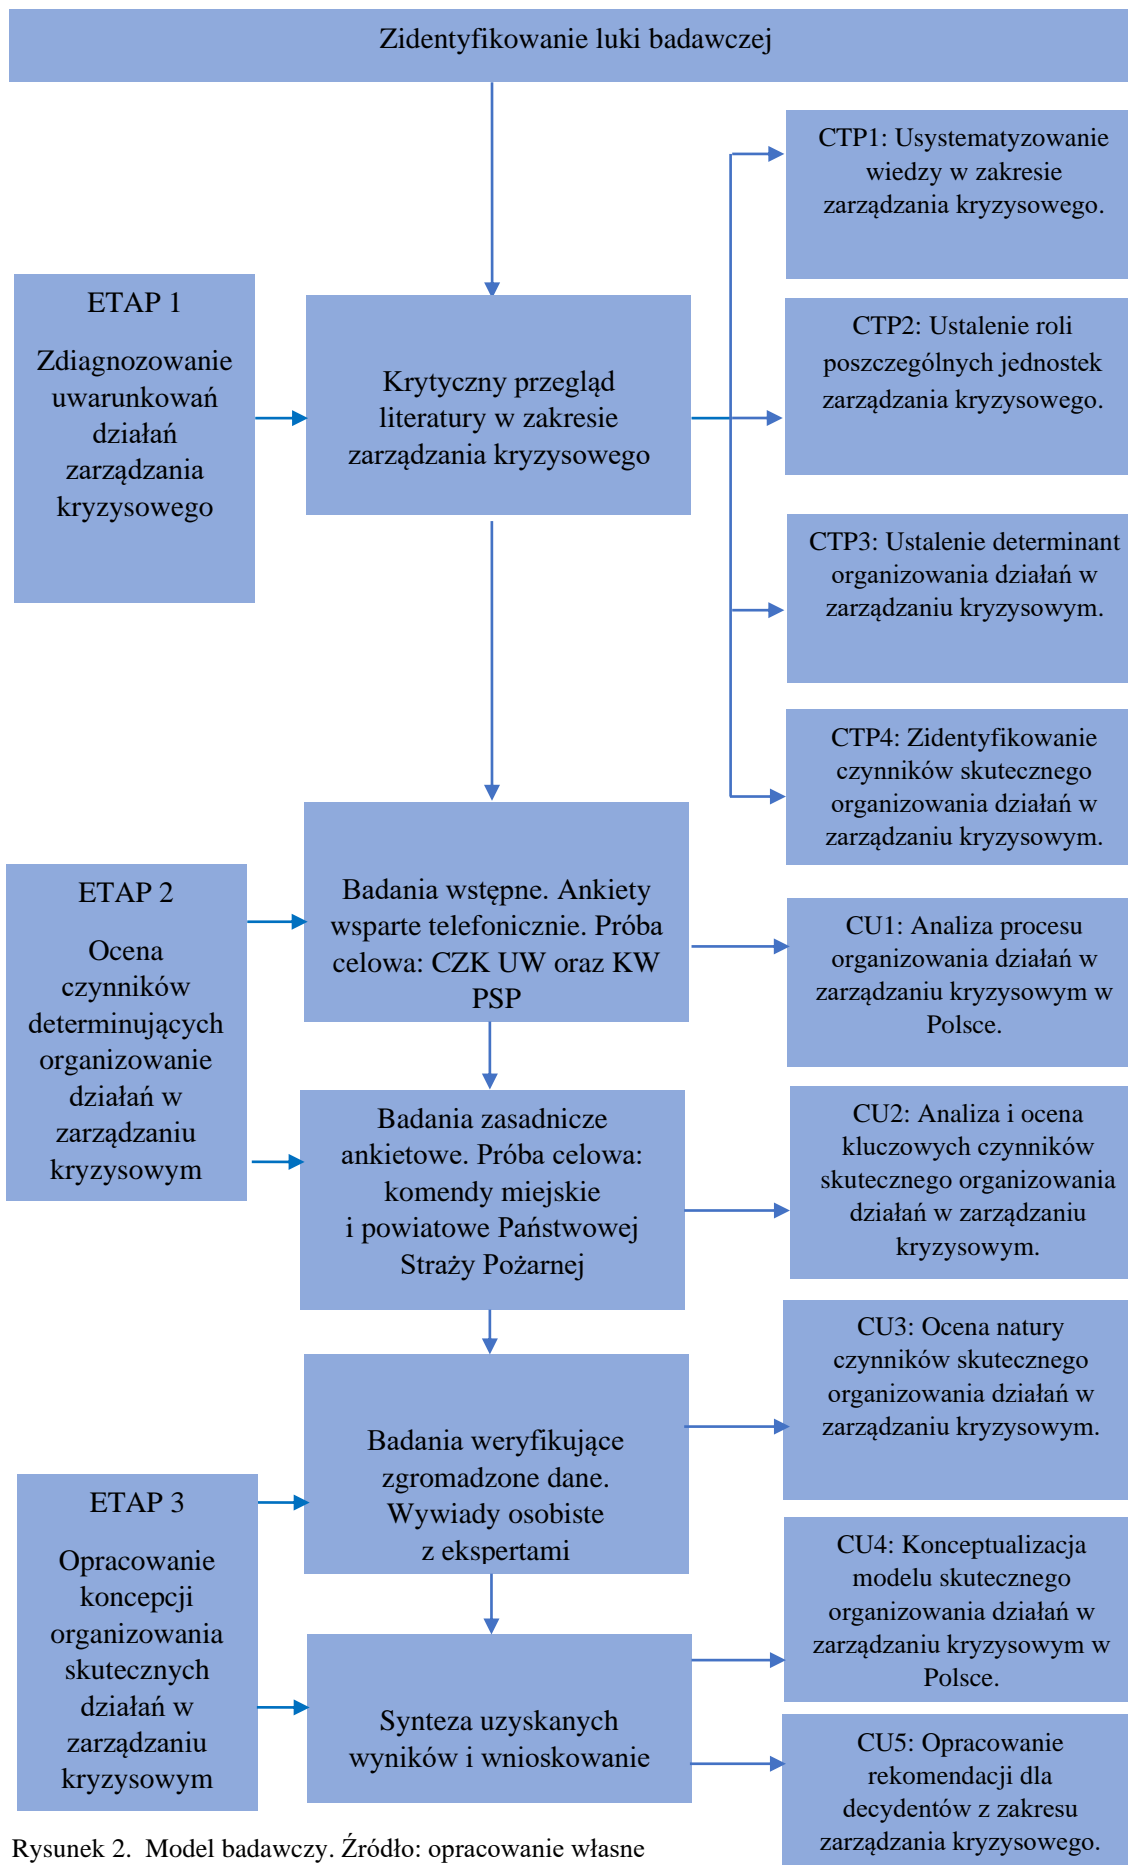 Zidentyfikowanie luki badawczej
CTP1: Usystematyzowanie
wiedzy w zakresie
zarządzania kryzysowego.
ETAP 1
Zdiagnozowanie
uwarunkowań
działań
zarządzania
kryzysowego
Krytyczny przegląd
literatury w zakresie
zarządzania kryzysowego
CTP2: Ustalenie roli
poszczególnych jednostek
zarządzania kryzysowego.
CTP3: Ustalenie determinant
organizowania działań w
zarządzaniu kryzysowym.
CTP4: Zidentyfikowanie
czynników skutecznego
organizowania działań w
zarządzaniu kryzysowym.
ETAP 2
Ocena
czynników
determinujących
organizowanie
działań w
zarządzaniu
kryzysowym
Badania wstępne. Ankiety
wsparte telefonicznie. Próba
celowa: CZK UW oraz KW
PSP
CU1: Analiza procesu
organizowania działań w
zarządzaniu kryzysowym w
Polsce.
Badania zasadnicze
ankietowe. Próba celowa:
komendy miejskie
i powiatowe Państwowej
Straży Pożarnej
CU2: Analiza i ocena
kluczowych czynników
skutecznego organizowania
działań w zarządzaniu
kryzysowym.
Badania weryfikujące
zgromadzone dane.
Wywiady osobiste
z ekspertami
CU3: Ocena natury
czynników skutecznego
organizowania działań w
zarządzaniu kryzysowym.
ETAP 3
Opracowanie
koncepcji
organizowania
skutecznych
działań w
zarządzaniu
kryzysowym
Synteza uzyskanych
wyników i wnioskowanie
CU4: Konceptualizacja
modelu skutecznego
organizowania działań w
zarządzaniu kryzysowym w
Polsce.
CU5: Opracowanie
rekomendacji dla
decydentów z zakresu
zarządzania kryzysowego.
Rysunek 2. Model badawczy. Źródło: opracowanie własne